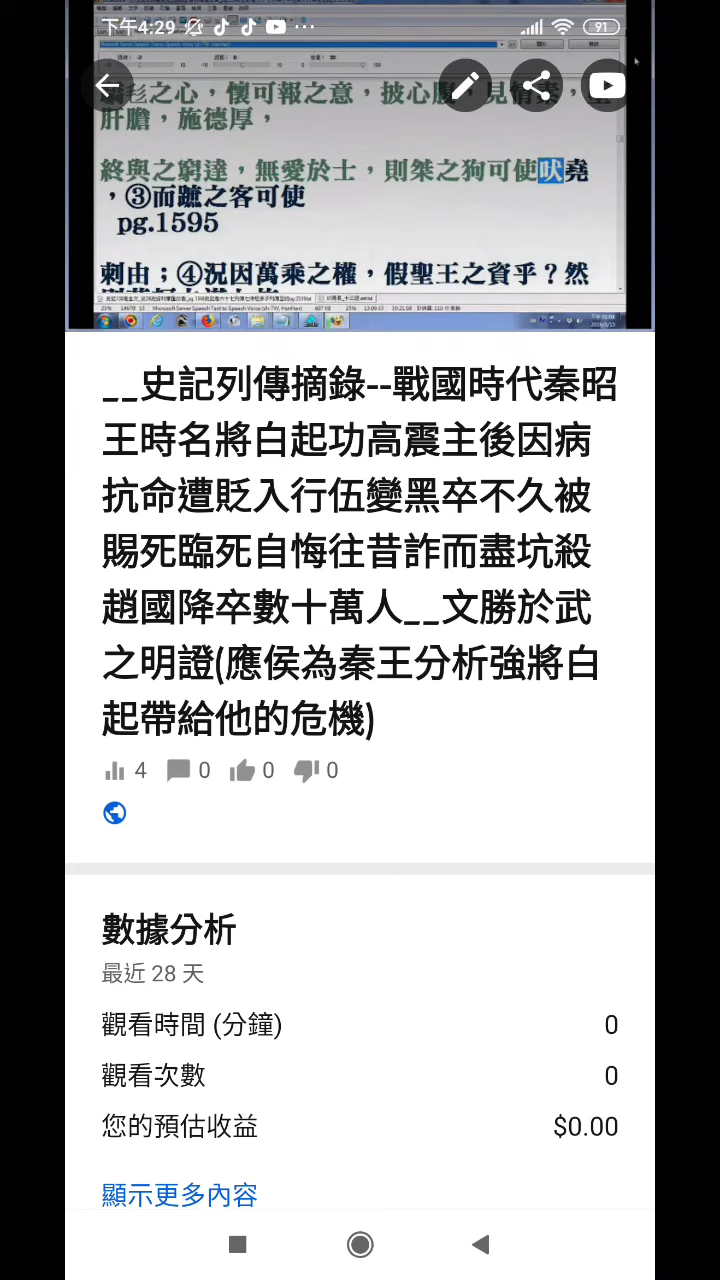 下午4:29
91
之心，懷可報之意，披心腹，見情素，
肝膽，施德厚，
終與之窮達，無愛於士，則桀之狗可使吠堯
，③而蹠之客可使
pg.1595
刺由；④況因萬乘之權，假聖王之資乎？然
__史記列傳摘錄--戰國時代秦昭
王時名將白起功高震主後因病
抗命遭貶入行伍變黑卒不久被
賜死臨死自悔往昔詐而盡坑殺
趙國降卒數十萬人__文勝於武
之明證(應侯為秦王分析強將白
起帶給他的危機)
4 0 0 0
數據分析
最近 28 天
觀看時間 (分鐘) 0
觀看次數 0
您的預估收益 $0.00
顯示更多內容